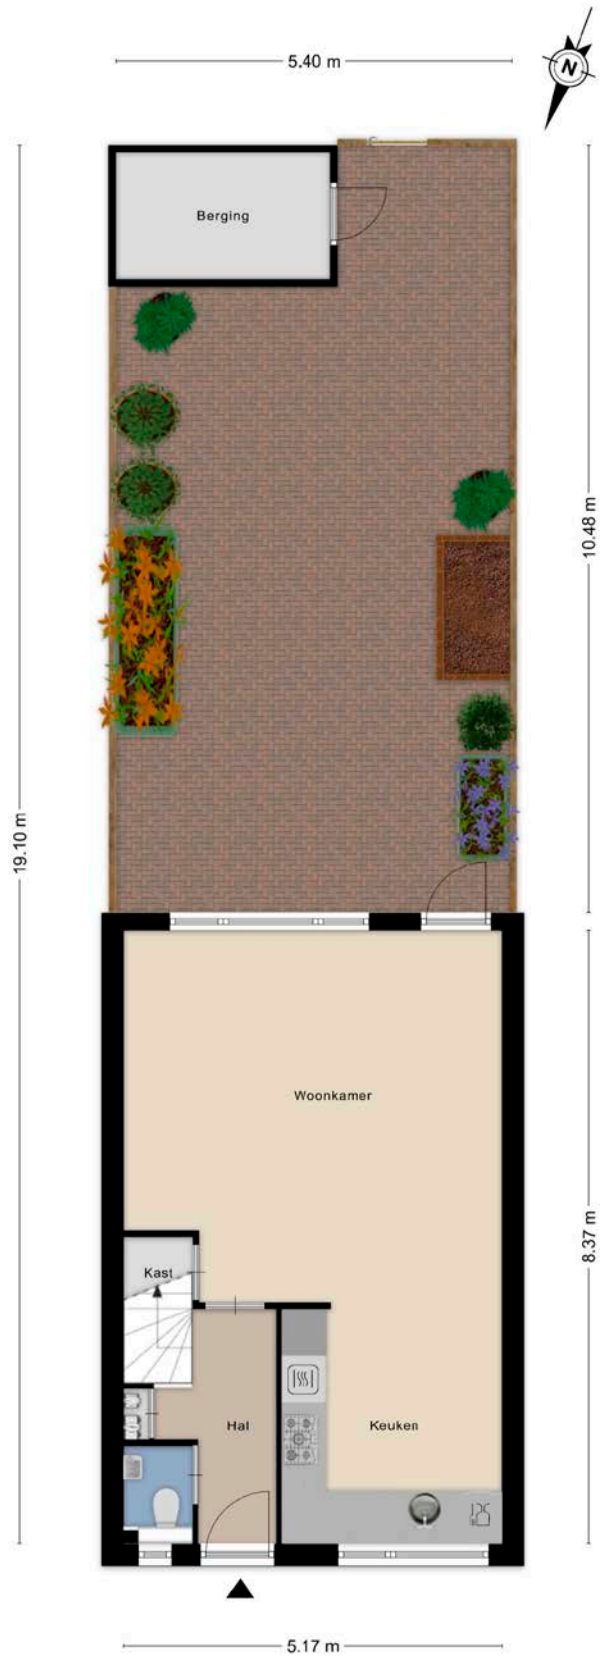 5.40 m
N
Berging
10.48 m
19.10 m
Woonkamer
8.37 m
Kast
Hal
Keuken
5.17 m